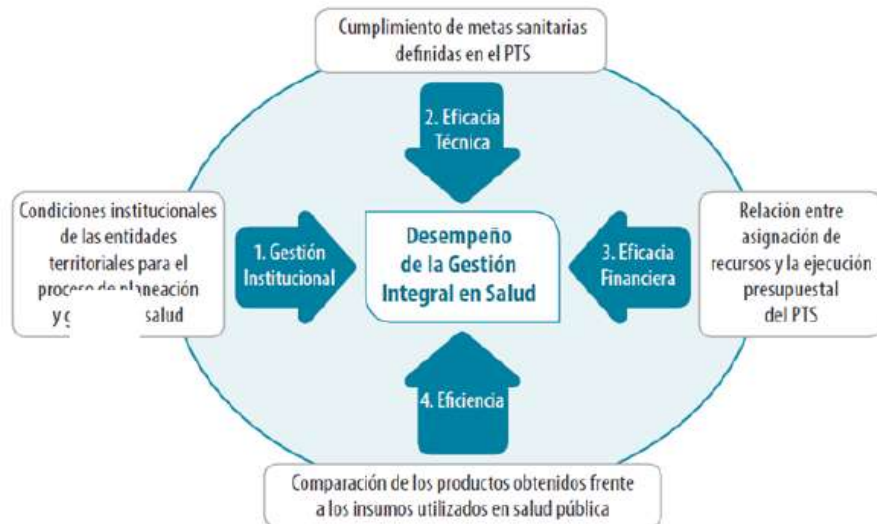 Cumplimiento de metas sanitarias
definidas en el PTS
2. Eficacia
Técnica
Condiciones institucionales
de las entidades
territoriales para el
proceso de planeación
y salud
1. Gestión
Institucional
Desempeño
de la Gestión
Integral en Salud
3. Eficacia
Financiera
Relación entre
asignación de
recursos y la ejecución
presupuestal
del PTS
4. Eficiencia
Comparación de los productos obtenidos frente
a los insumos utilizados en salud pública